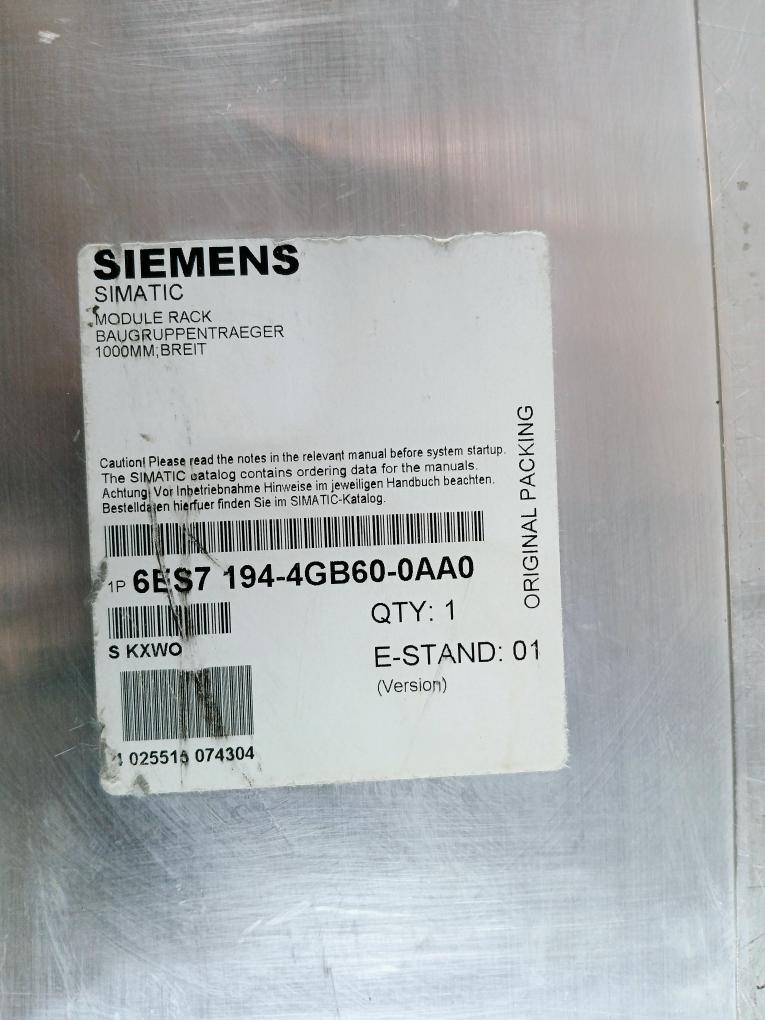 SIEMENS
SIMATIC
MODULE RACK
BAUGRUPPENTRAEGER
1000MM;BREIT
Caution! Please read the notes in the relevant manual before system startup.
The SIMATIC catalog contains ordering data for the manuals.
Achtung! Vor Inbetriebnahme Hinweise im jeweiligen Handbuch beachten.
Bestelldaten hierfuer finden Sie im SIMATIC-Katalog.
1P 6ES7 194-4GB60-0AA0
QTY: 1
S KXWO
E-STAND: 01
(Version)
4 025515 074304
ORIGINAL PACKING